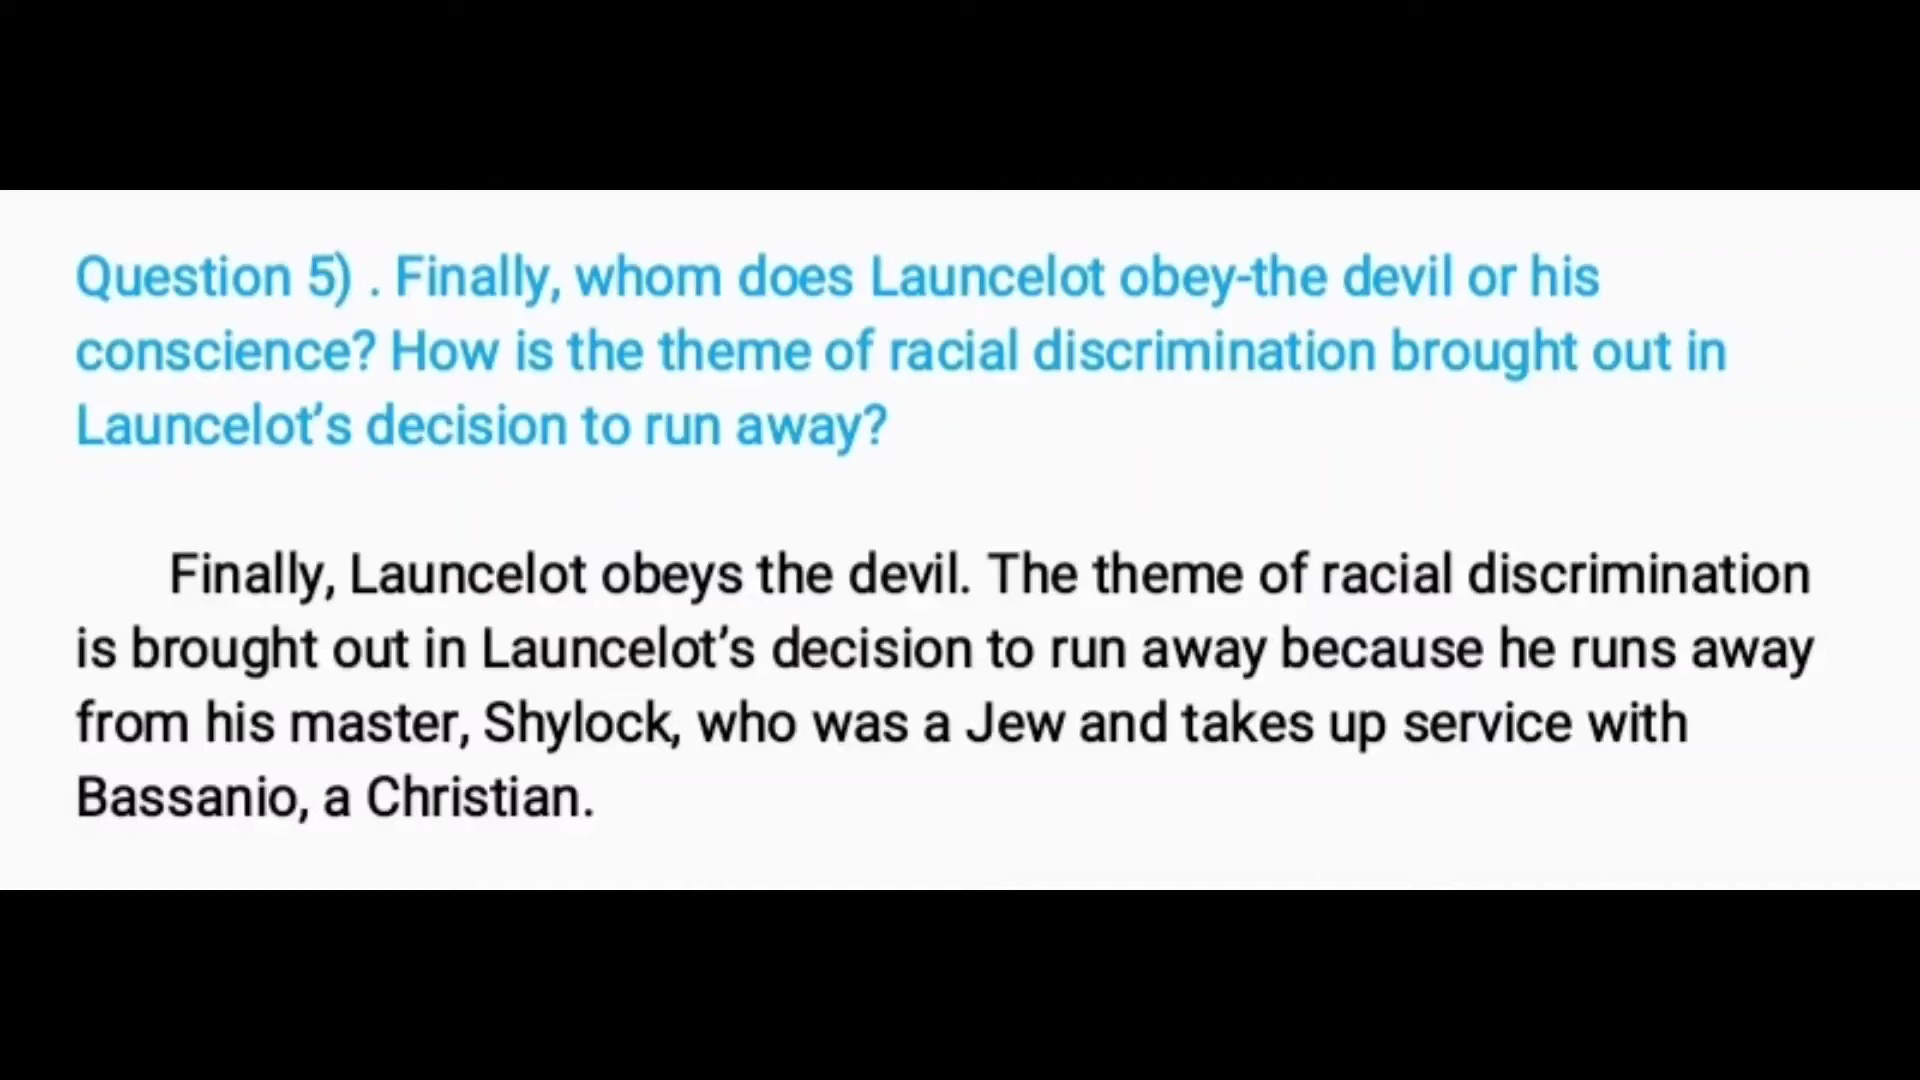 Question 5) . Finally, whom does Launcelot obey-the devil or his
conscience? How is the theme of racial discrimination brought out in
Launcelot’s decision to run away?
Finally, Launcelot obeys the devil. The theme of racial discrimination
is brought out in Launcelot’s decision to run away because he runs away
from his master, Shylock, who was a Jew and takes up service with
Bassanio, a Christian.